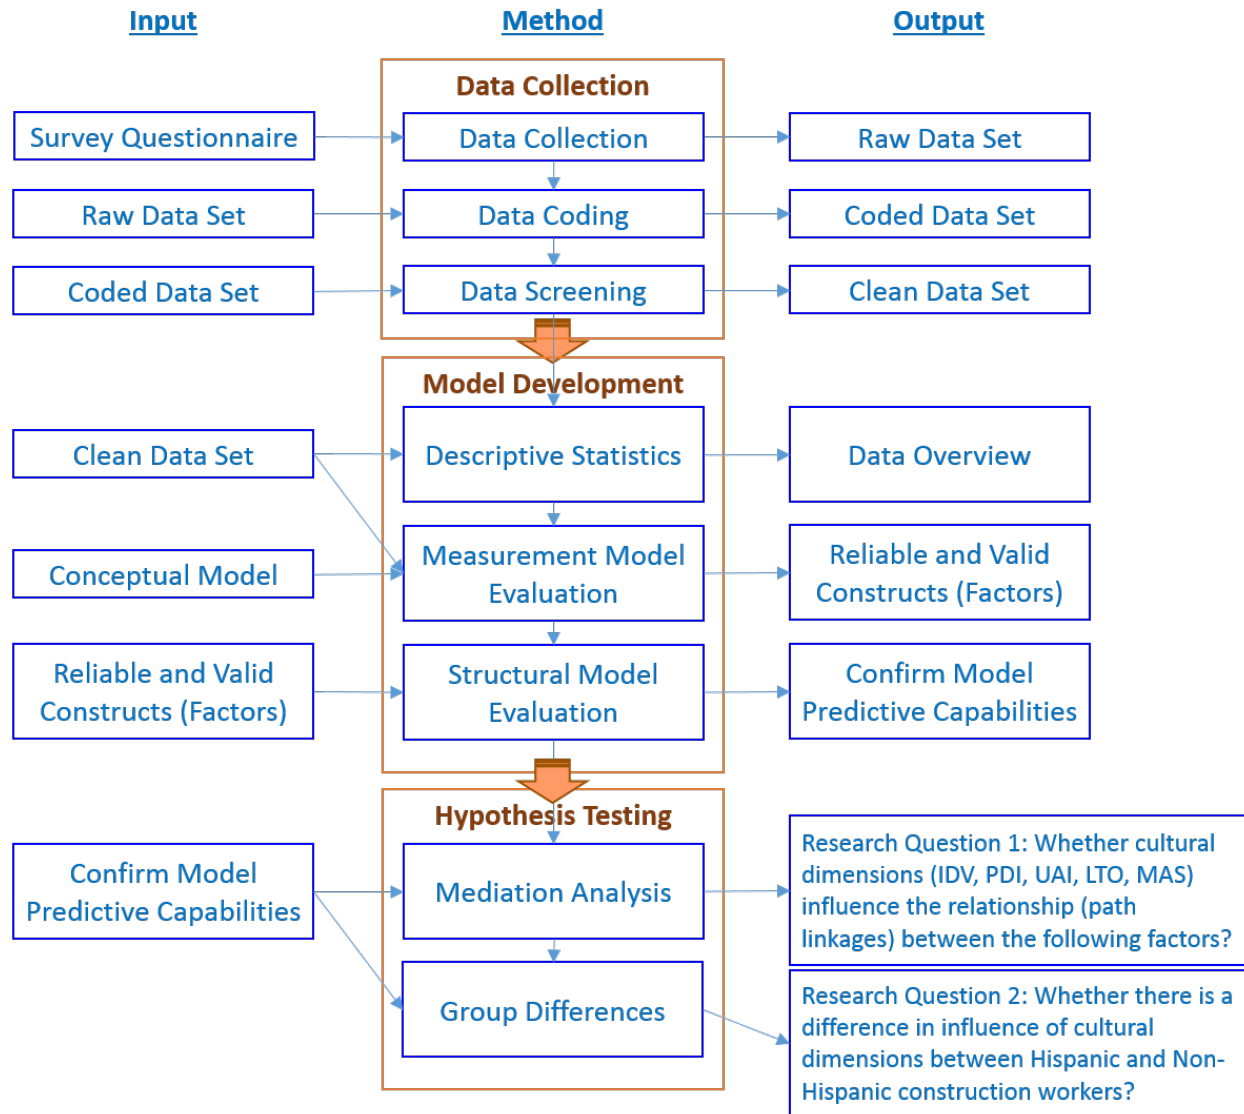 Input
Method
Output
Data Collection
Survey Questionnaire
Data Collection
Raw Data Set
Raw Data Set
Data Coding
Coded Data Set
Coded Data Set
Data Screening
Clean Data Set
Model Development
Clean Data Set
Descriptive Statistics
Data Overview
Conceptual Model
Measurement Model
Evaluation
Reliable and Valid
Constructs (Factors)
Reliable and Valid
Constructs (Factors)
Structural Model
Evaluation
Confirm Model
Predictive Capabilities
Hypothesis Testing
Confirm Model
Predictive Capabilities
Mediation Analysis
Research Question 1: Whether cultural
dimensions (IDV, PDI, UAI, LTO, MAS)
influence the relationship (path
linkages) between the following factors?
Group Differences
Research Question 2: Whether there is a
difference in influence of cultural
dimensions between Hispanic and Non-
Hispanic construction workers?